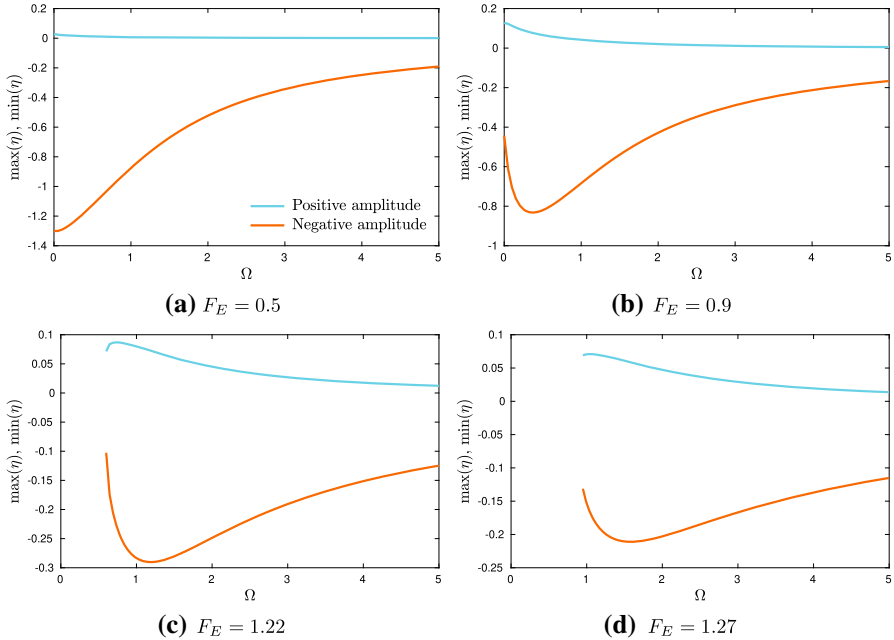 0.2
0
-0.2
-0.4
-0.6
-0.8
-1
-1.2
-1.4
max(η), min(η)
Positive amplitude
Negative amplitude
0 1 2 3 4 5
Ω
(a) F_E = 0.5
0.2
0
-0.2
-0.4
-0.6
-0.8
-1
max(η), min(η)
0 1 2 3 4 5
Ω
(b) F_E = 0.9
0.1
0.05
0
-0.05
-0.1
-0.15
-0.2
-0.25
-0.3
max(η), min(η)
0 1 2 3 4 5
Ω
(c) F_E = 1.22
0.1
0.05
0
-0.05
-0.1
-0.15
-0.2
-0.25
max(η), min(η)
0 1 2 3 4 5
Ω
(d) F_E = 1.27